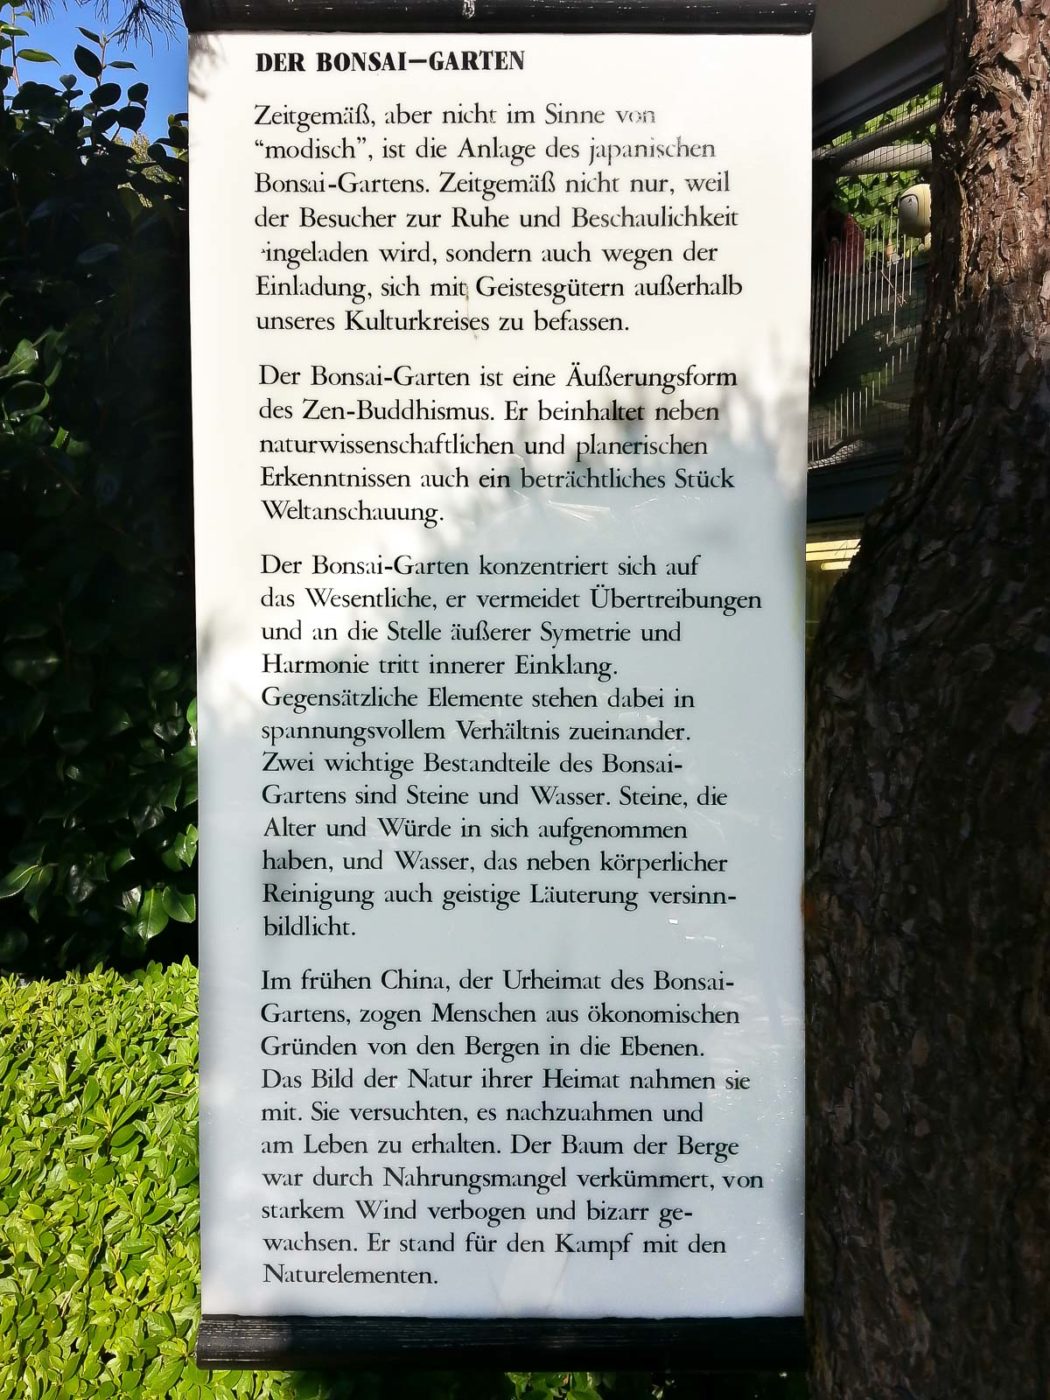 DER BONSAI–GARTEN
Zeitgemäß, aber nicht im Sinne von
“modisch”, ist die Anlage des japanischen
Bonsai-Gartens. Zeitgemäß nicht nur, weil
der Besucher zur Ruhe und Beschaulichkeit
ingeladen wird, sondern auch wegen der
Einladung, sich mit Geistesgütern außerhalb
unseres Kulturkreises zu befassen.
Der Bonsai-Garten ist eine Äußerungsform
des Zen-Buddhismus. Er beinhaltet neben
naturwissenschaftlichen und planerischen
Erkenntnissen auch ein beträchtliches Stück
Weltanschauung.
Der Bonsai-Garten konzentriert sich auf
das Wesentliche, er vermeidet Übertreibungen
und an die Stelle äußerer Symetrie und
Harmonie tritt innerer Einklang.
Gegensätzliche Elemente stehen dabei in
spannungsvollem Verhältnis zueinander.
Zwei wichtige Bestandteile des Bonsai-
Gartens sind Steine und Wasser. Steine, die
Alter und Würde in sich aufgenommen
haben, und Wasser, das neben körperlicher
Reinigung auch geistige Läuterung versinn-
bildlicht.
Im frühen China, der Urheimat des Bonsai-
Gartens, zogen Menschen aus ökonomischen
Gründen von den Bergen in die Ebenen.
Das Bild der Natur ihrer Heimat nahmen sie
mit. Sie versuchten, es nachzuahmen und
am Leben zu erhalten. Der Baum der Berge
war durch Nahrungsmangel verkümmert, von
starkem Wind verbogen und bizarr ge-
wachsen. Er stand für den Kampf mit den
Naturelementen.